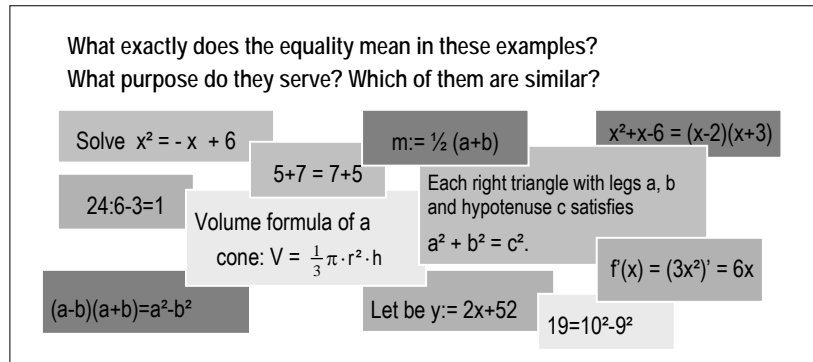 What exactly does the equality mean in these examples?
What purpose do they serve? Which of them are similar?
Solve x² = - x + 6
m:= ½ (a+b)
x²+x-6 = (x-2)(x+3)
5+7 = 7+5
24:6-3=1
Each right triangle with legs a, b
and hypotenuse c satisfies
a² + b² = c².
Volume formula of a
cone: V = 1/3 π·r²·h
f'(x) = (3x²)' = 6x
(a-b)(a+b)=a²-b²
Let be y:= 2x+52
19=10²-9²